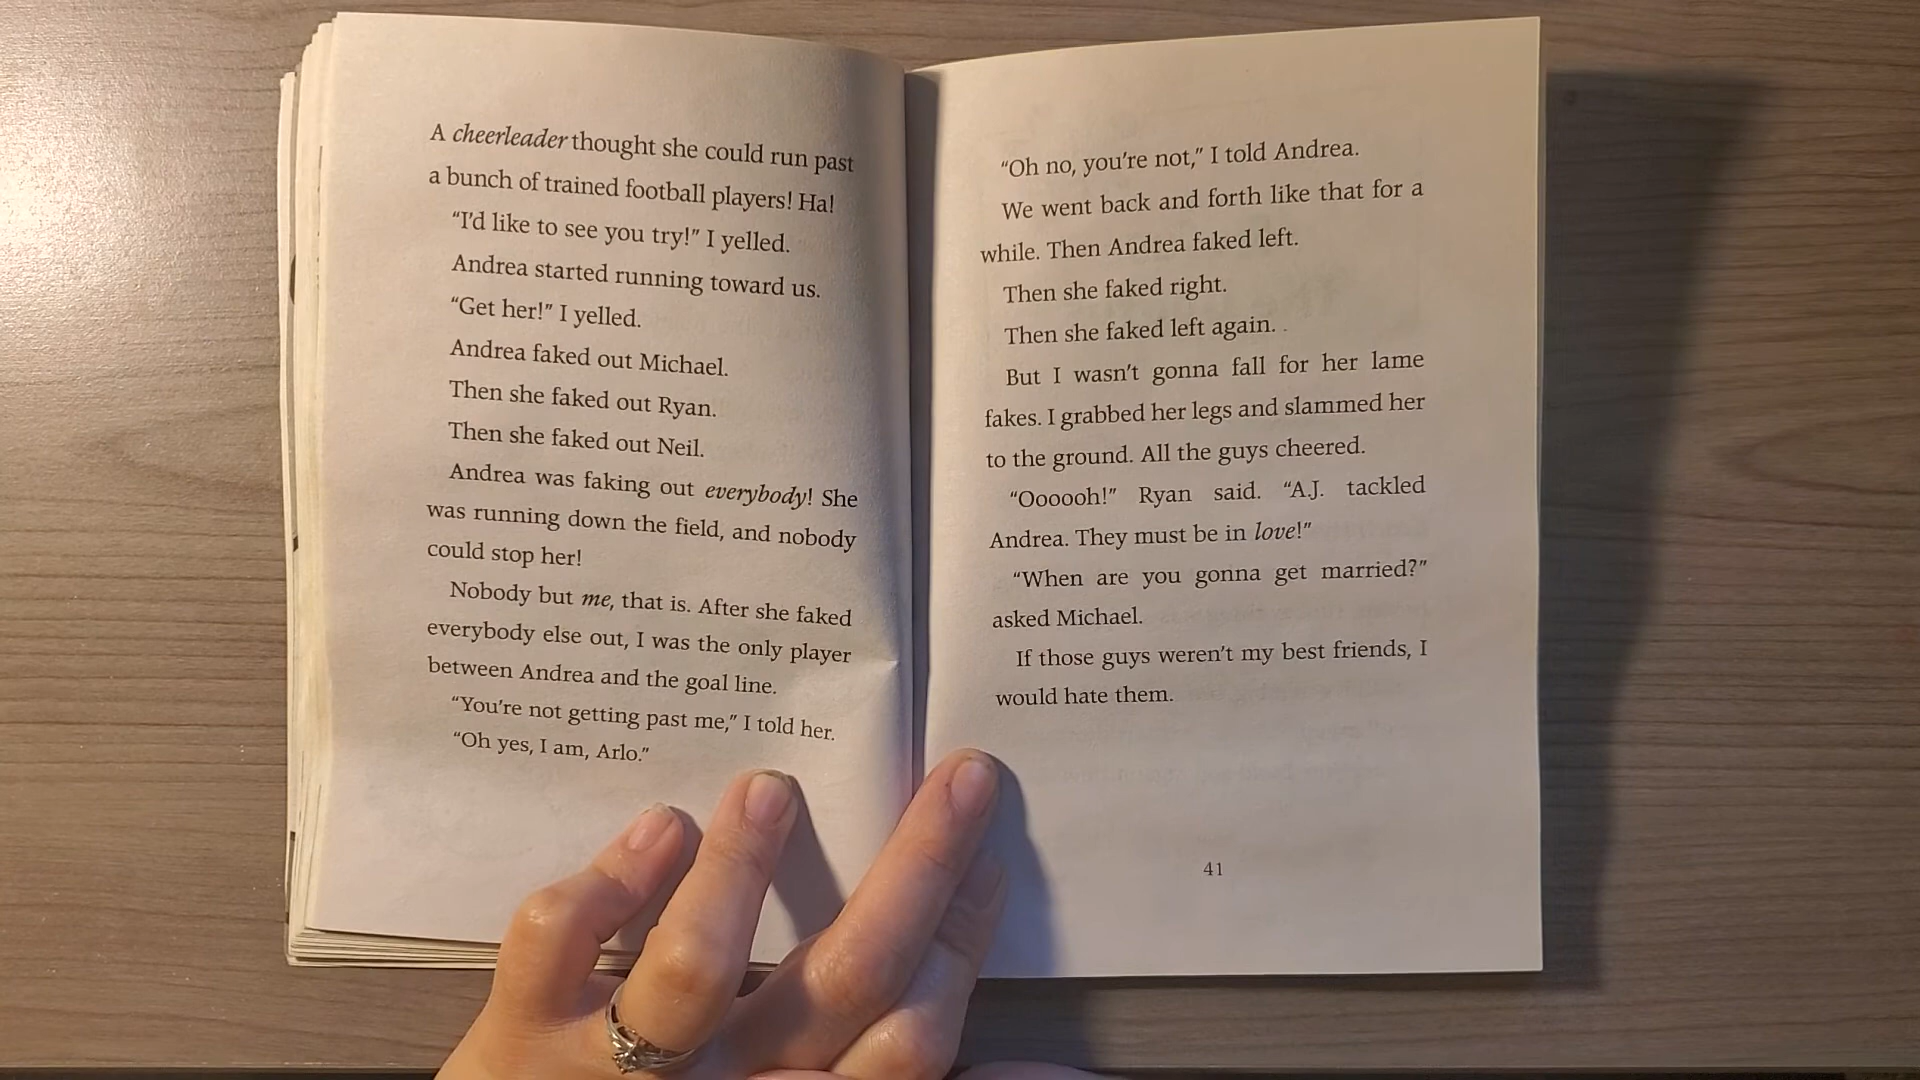 A cheerleader thought she could run past
a bunch of trained football players! Ha!
“I’d like to see you try!” I yelled.
Andrea started running toward us.
“Get her!” I yelled.
Andrea faked out Michael.
Then she faked out Ryan.
Then she faked out Neil.
Andrea was faking out everybody! She
was running down the field, and nobody
could stop her!
Nobody but me, that is. After she faked
everybody else out, I was the only player
between Andrea and the goal line.
“You’re not getting past me,” I told her.
“Oh yes, I am, Arlo.”
“Oh no, you’re not,” I told Andrea.
We went back and forth like that for a
while. Then Andrea faked left.
Then she faked right.
Then she faked left again.
But I wasn’t gonna fall for her lame
fakes. I grabbed her legs and slammed her
to the ground. All the guys cheered.
“Oooooh!” Ryan said. “A.J. tackled
Andrea. They must be in love!”
“When are you gonna get married?”
asked Michael.
If those guys weren’t my best friends, I
would hate them.
41